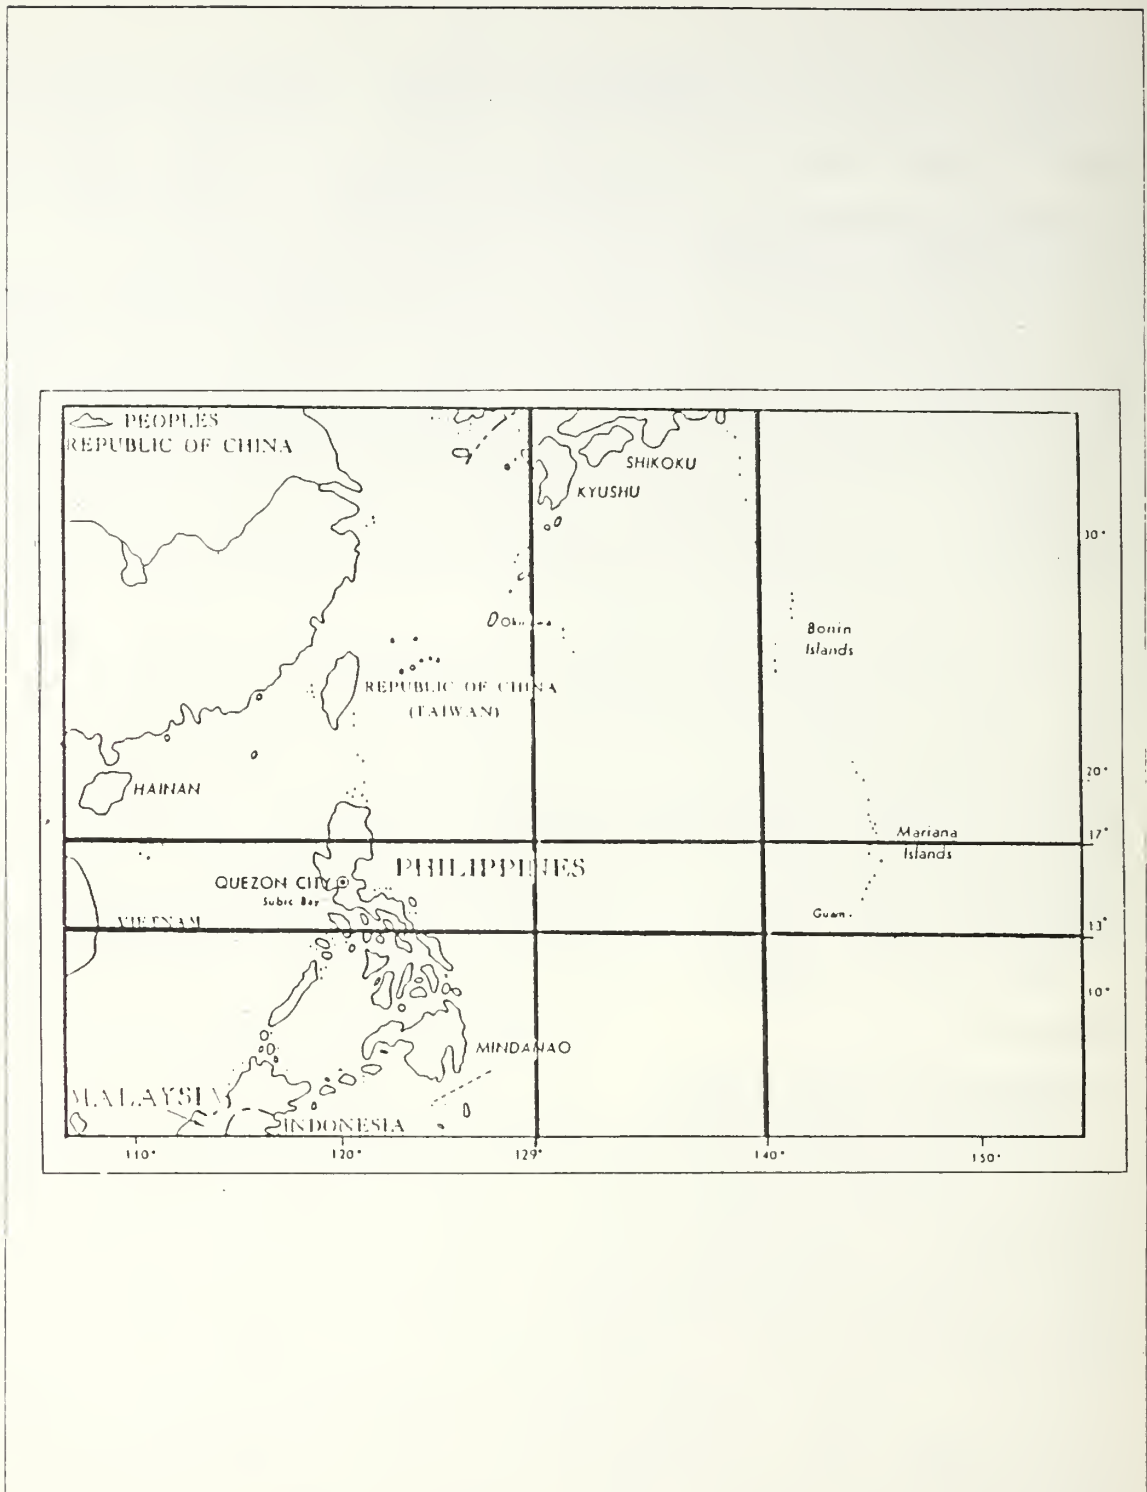 PEOPLES
REPUBLIC OF CHINA
SHIKOKU
KYUSHU
30°
Bonin
Islands
REPUBLIC OF CHINA
(TAIWAN)
HAINAN
20°
17°
Mariana
Islands
PHILIPPINES
QUEZON CITY
Subic Bay
Guam
VIETNAM
13°
10°
MINDANAO
MALAYSIA
INDONESIA
110°
120°
129°
140°
150°